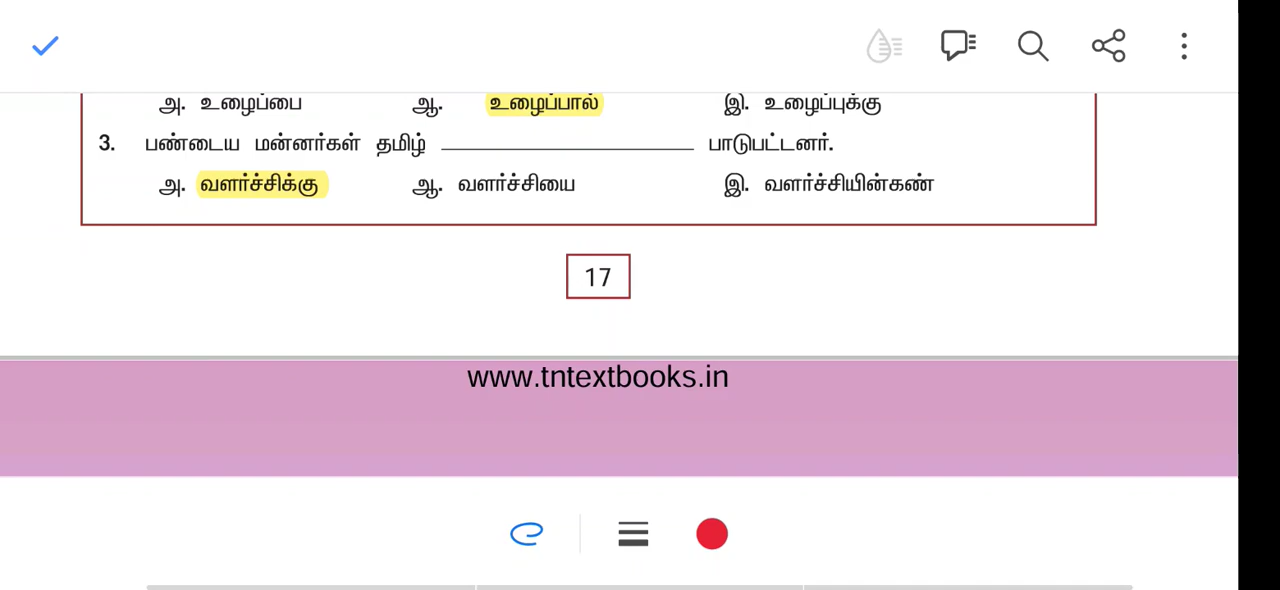 அ. உழைப்பை ஆ. உழைப்பால் இ. உழைப்புக்கு
3. பண்டைய மன்னர்கள் தமிழ் ____________ பாடுபட்டனர்.
அ. வளர்ச்சிக்கு ஆ. வளர்ச்சியை இ. வளர்ச்சியின்கண்
17
www.tntextbooks.in